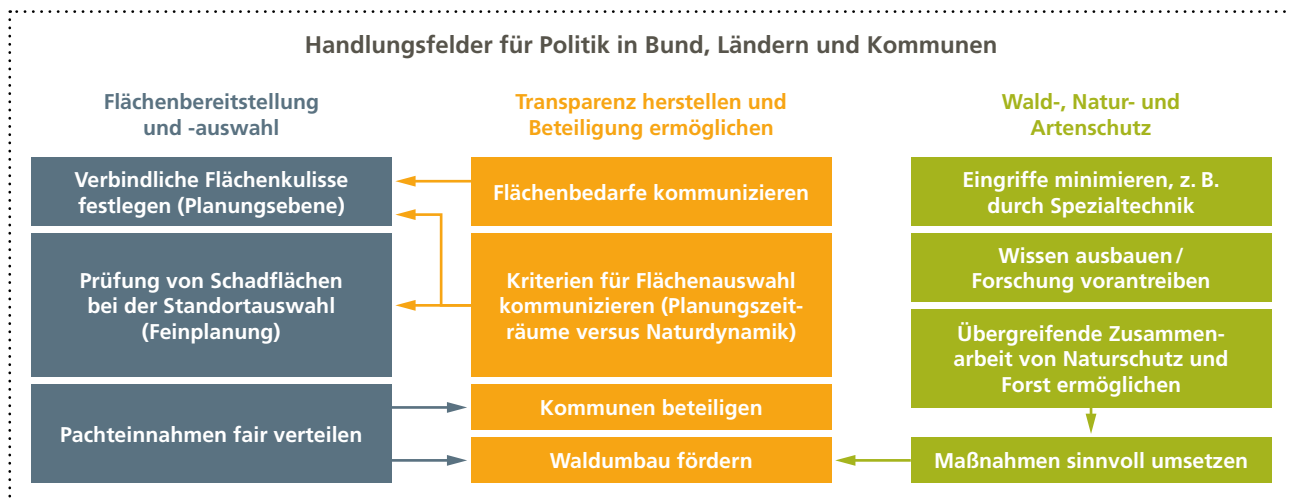 Handlungsfelder für Politik in Bund, Ländern und Kommunen
Flächenbereitstellung
und -auswahl
Verbindliche Flächenkulisse
festlegen (Planungsebene)
Prüfung von Schadflächen
bei der Standortauswahl
(Feinplanung)
Pachteinnahmen fair verteilen
Transparenz herstellen und
Beteiligung ermöglichen
Flächenbedarfe kommunizieren
Kriterien für Flächenauswahl
kommunizieren (Planungszeit-
räume versus Naturdynamik)
Kommunen beteiligen
Waldumbau fördern
Wald-, Natur- und
Artenschutz
Eingriffe minimieren, z. B.
durch Spezialtechnik
Wissen ausbauen /
Forschung vorantreiben
Übergreifende Zusammen-
arbeit von Naturschutz und
Forst ermöglichen
Maßnahmen sinnvoll umsetzen